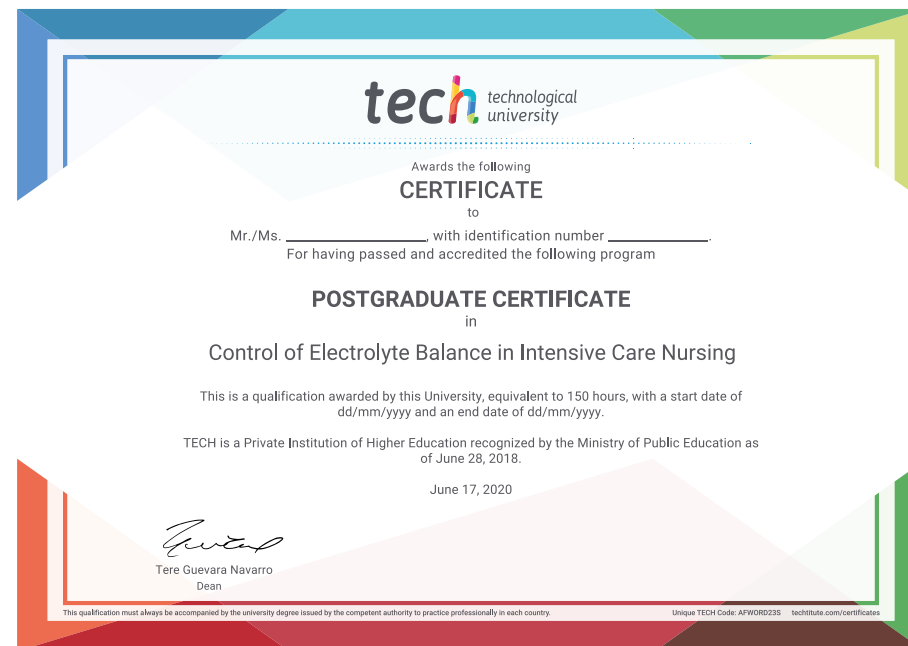 tech technological
university
Awards the following
CERTIFICATE
to
Mr./Ms. ____________, with identification number ____________.
For having passed and accredited the following program
POSTGRADUATE CERTIFICATE
in
Control of Electrolyte Balance in Intensive Care Nursing
This is a qualification awarded by this University, equivalent to 150 hours, with a start date of
dd/mm/yyyy and an end date of dd/mm/yyyy.
TECH is a Private Institution of Higher Education recognized by the Ministry of Public Education as
of June 28, 2018.
June 17, 2020
Tere Guevara Navarro
Dean
This qualification must always be accompanied by the university degree issued by the competent authority to practice professionally in each country. Unique TECH Code: AFWORD23S techtitute.com/certificates